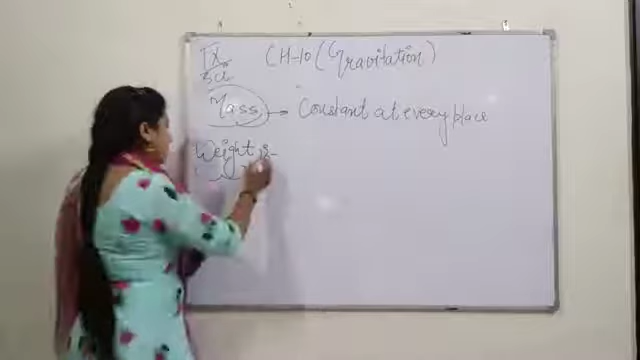 IX
Sci
CH-10 (Gravitation)
Mass → Constant at every place
Weight :-